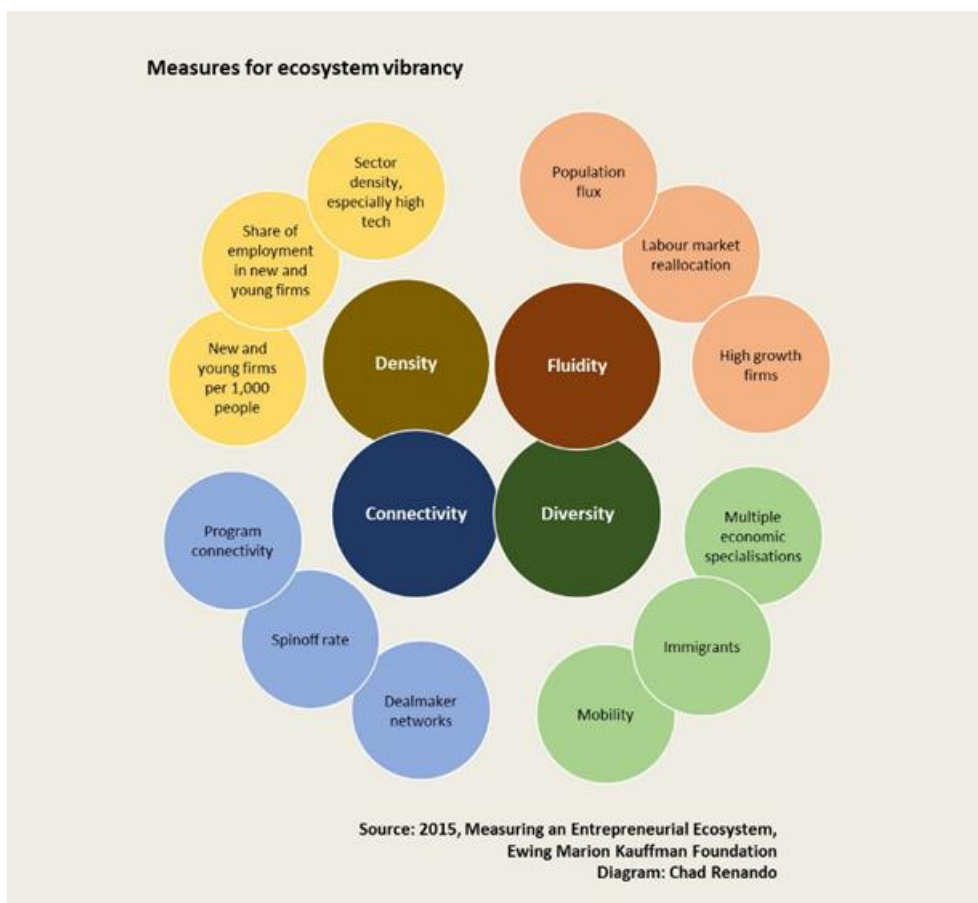 Measures for ecosystem vibrancy
Sector
density,
especially high
tech
Share of
employment
in new and
young firms
New and
young firms
per 1,000
people
Density
Population
flux
Labour market
reallocation
High growth
firms
Fluidity
Connectivity
Program
connectivity
Spinoff rate
Dealmaker
networks
Diversity
Multiple
economic
specialisations
Immigrants
Mobility
Source: 2015, Measuring an Entrepreneurial Ecosystem,
Ewing Marion Kauffman Foundation
Diagram: Chad Renando